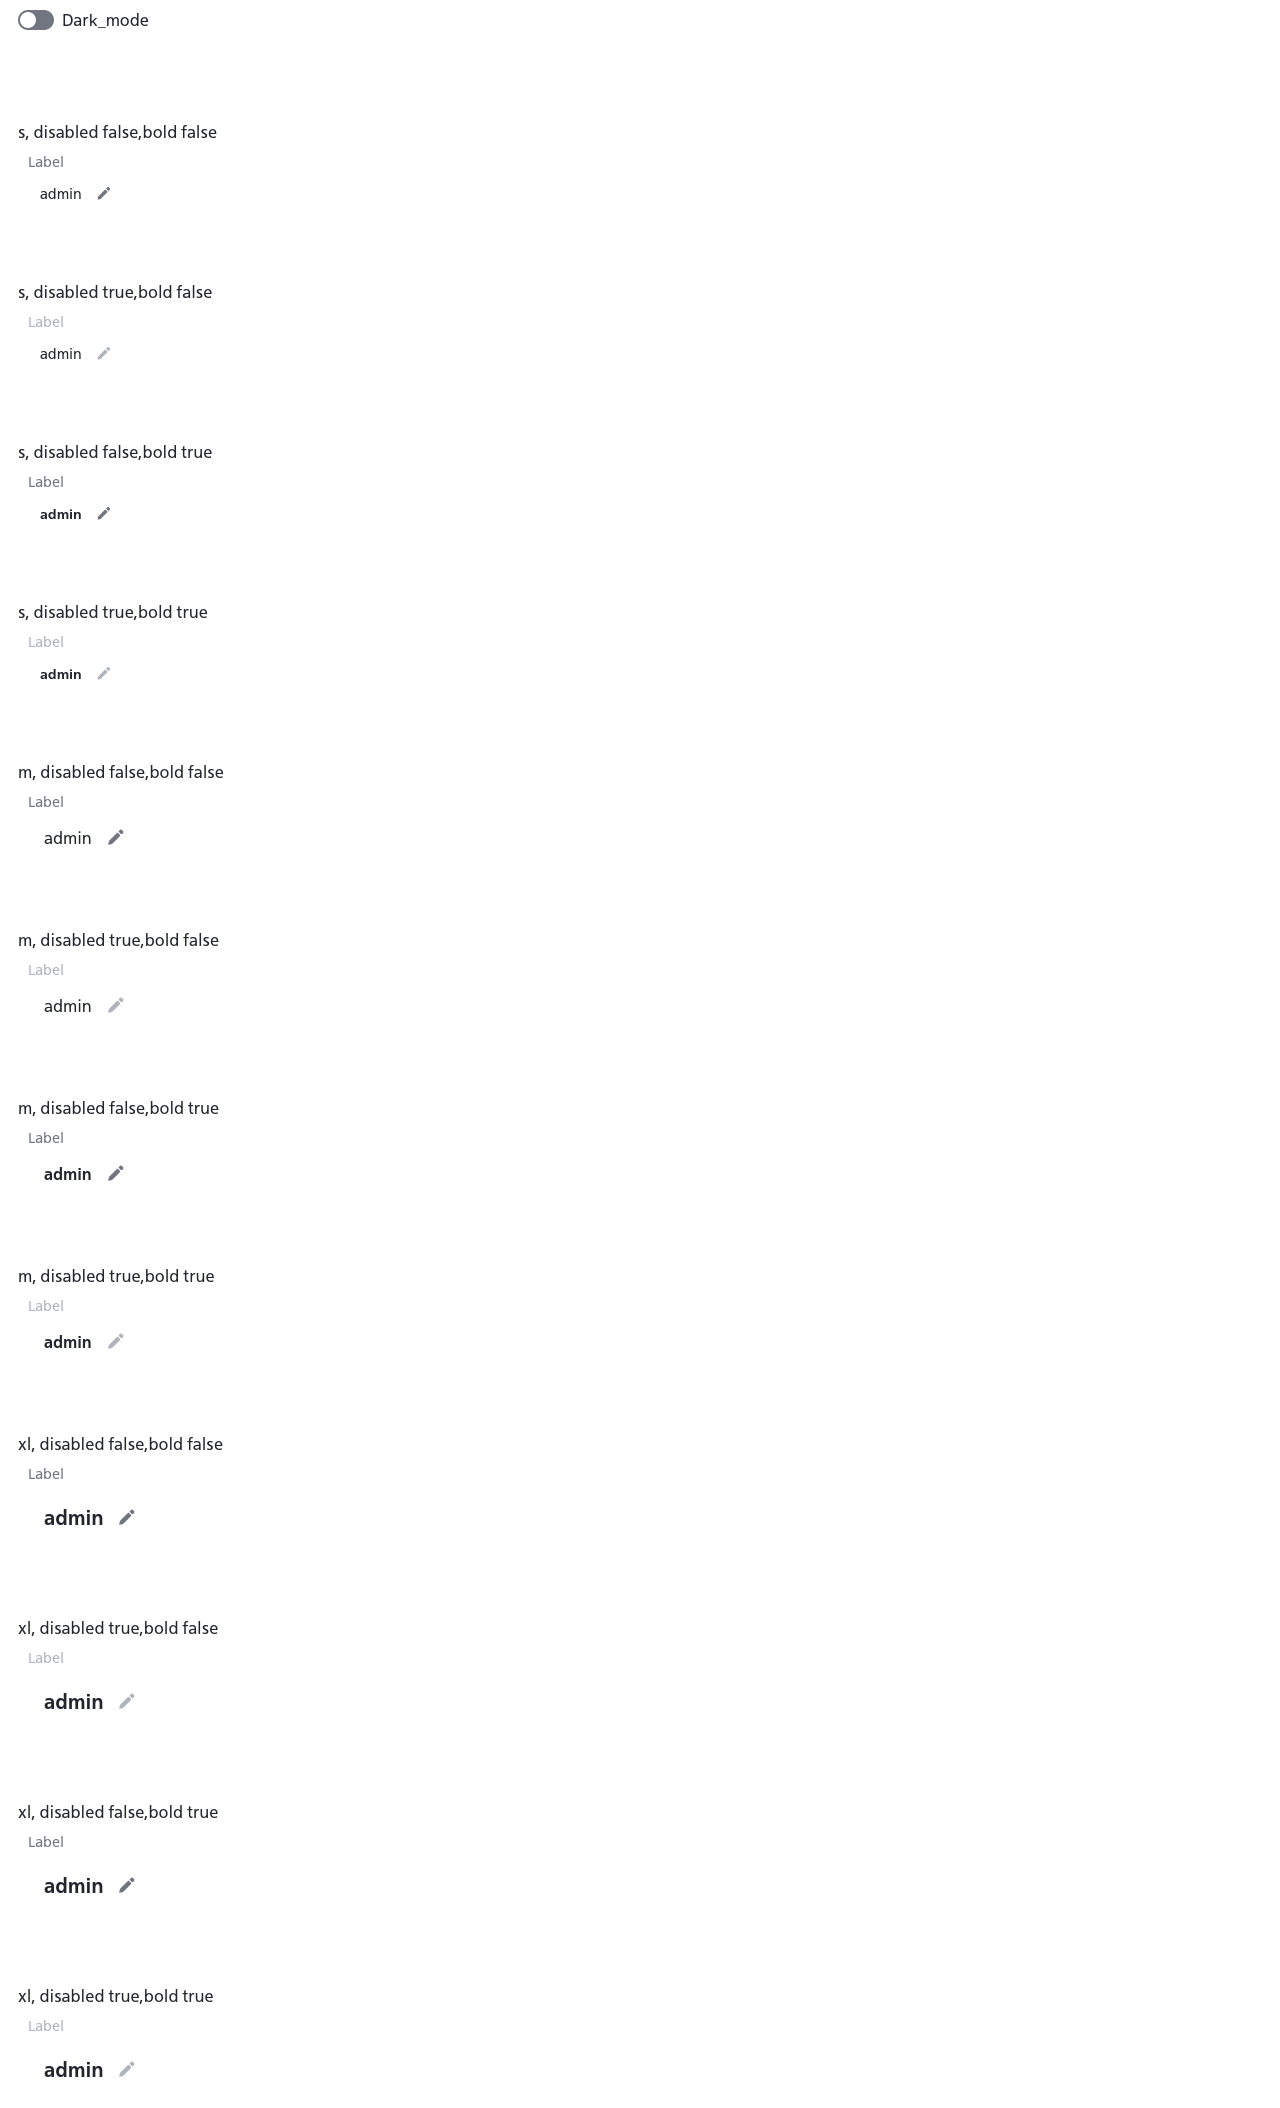 Dark_mode
s, disabled false,bold false
Label
admin
s, disabled true,bold false
Label
admin
s, disabled false,bold true
Label
admin
s, disabled true,bold true
Label
admin
m, disabled false,bold false
Label
admin
m, disabled true,bold false
Label
admin
m, disabled false,bold true
Label
admin
m, disabled true,bold true
Label
admin
xl, disabled false,bold false
Label
admin
xl, disabled true,bold false
Label
admin
xl, disabled false,bold true
Label
admin
xl, disabled true,bold true
Label
admin